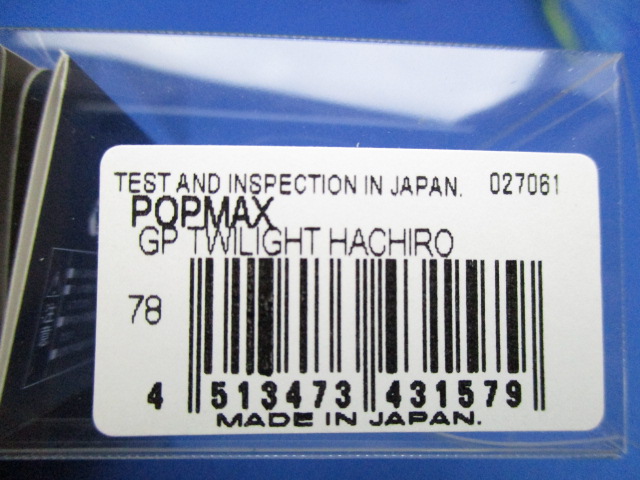 TEST AND INSPECTION IN JAPAN. 027061
POPMAX
GP TWILIGHT HACHIRO
78
4 513473 431579
MADE IN JAPAN.